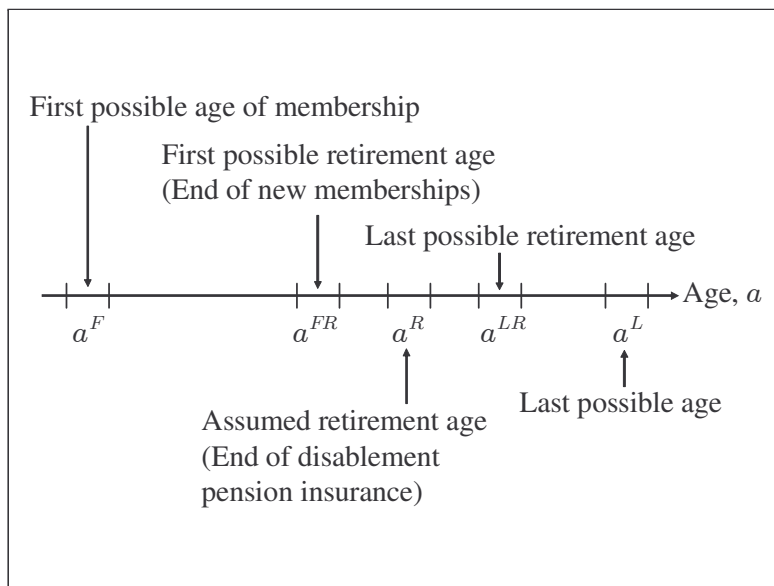 First possible age of membership
First possible retirement age
(End of new memberships)
Last possible retirement age
Age, a
a^F
a^{FR}
a^R
a^{LR}
a^L
Assumed retirement age
(End of disablement
pension insurance)
Last possible age